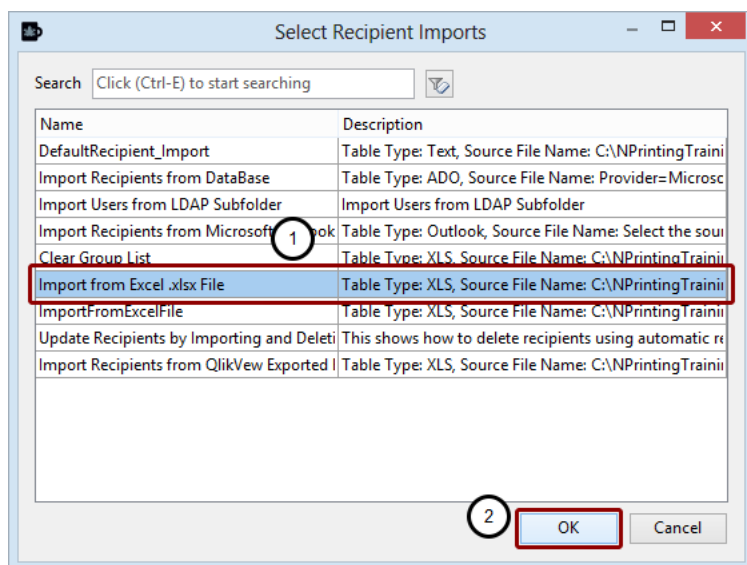 Select Recipient Imports
Search Click (Ctrl-E) to start searching
Name Description
DefaultRecipient_Import Table Type: Text, Source File Name: C:\NPrintingTraini
Import Recipients from DataBase Table Type: ADO, Source File Name: Provider=Microsc
Import Users from LDAP Subfolder Import Users from LDAP Subfolder
Import Recipients from Microsoft ook Table Type: Outlook, Source File Name: Select the sour
1
Clear Group List Table Type: XLS, Source File Name: C:\NPrintingTrainin
Import from Excel .xlsx File Table Type: XLS, Source File Name: C:\NPrintingTrainin
ImportFromExcelFile Table Type: XLS, Source File Name: C:\NPrintingTrainin
Update Recipients by Importing and Deleti This shows how to delete recipients using automatic re
Import Recipients from QlikVew Exported I Table Type: XLS, Source File Name: C:\NPrintingTrainin
2
OK Cancel